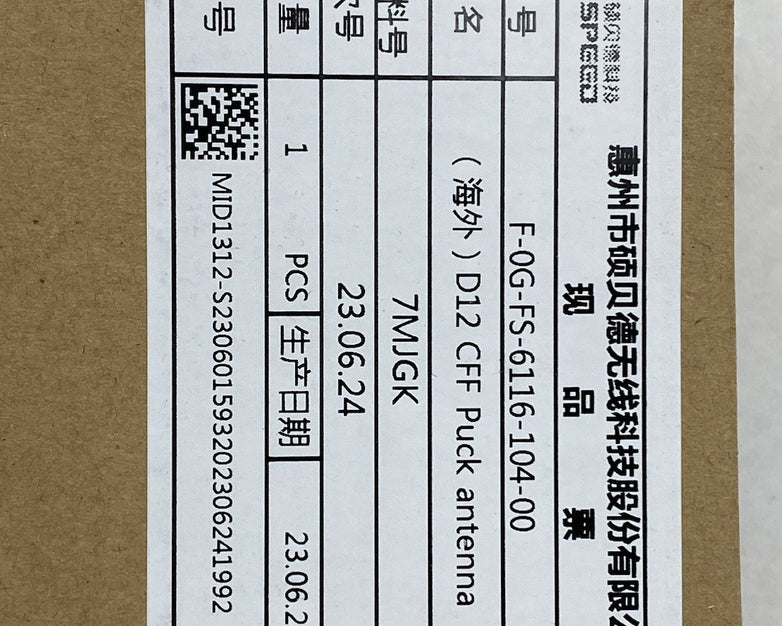 硕贝德科技
SPEED
惠州市硕贝德无线科技股份有限公
现 品 票
号 F-0G-FS-6116-104-00
名 （海外）D12 CFF Puck antenna
料号 7MJGK
号 23.06.24
量 1 PCS 生产日期 23.06.2
号 MID1312-S230601593202306241992